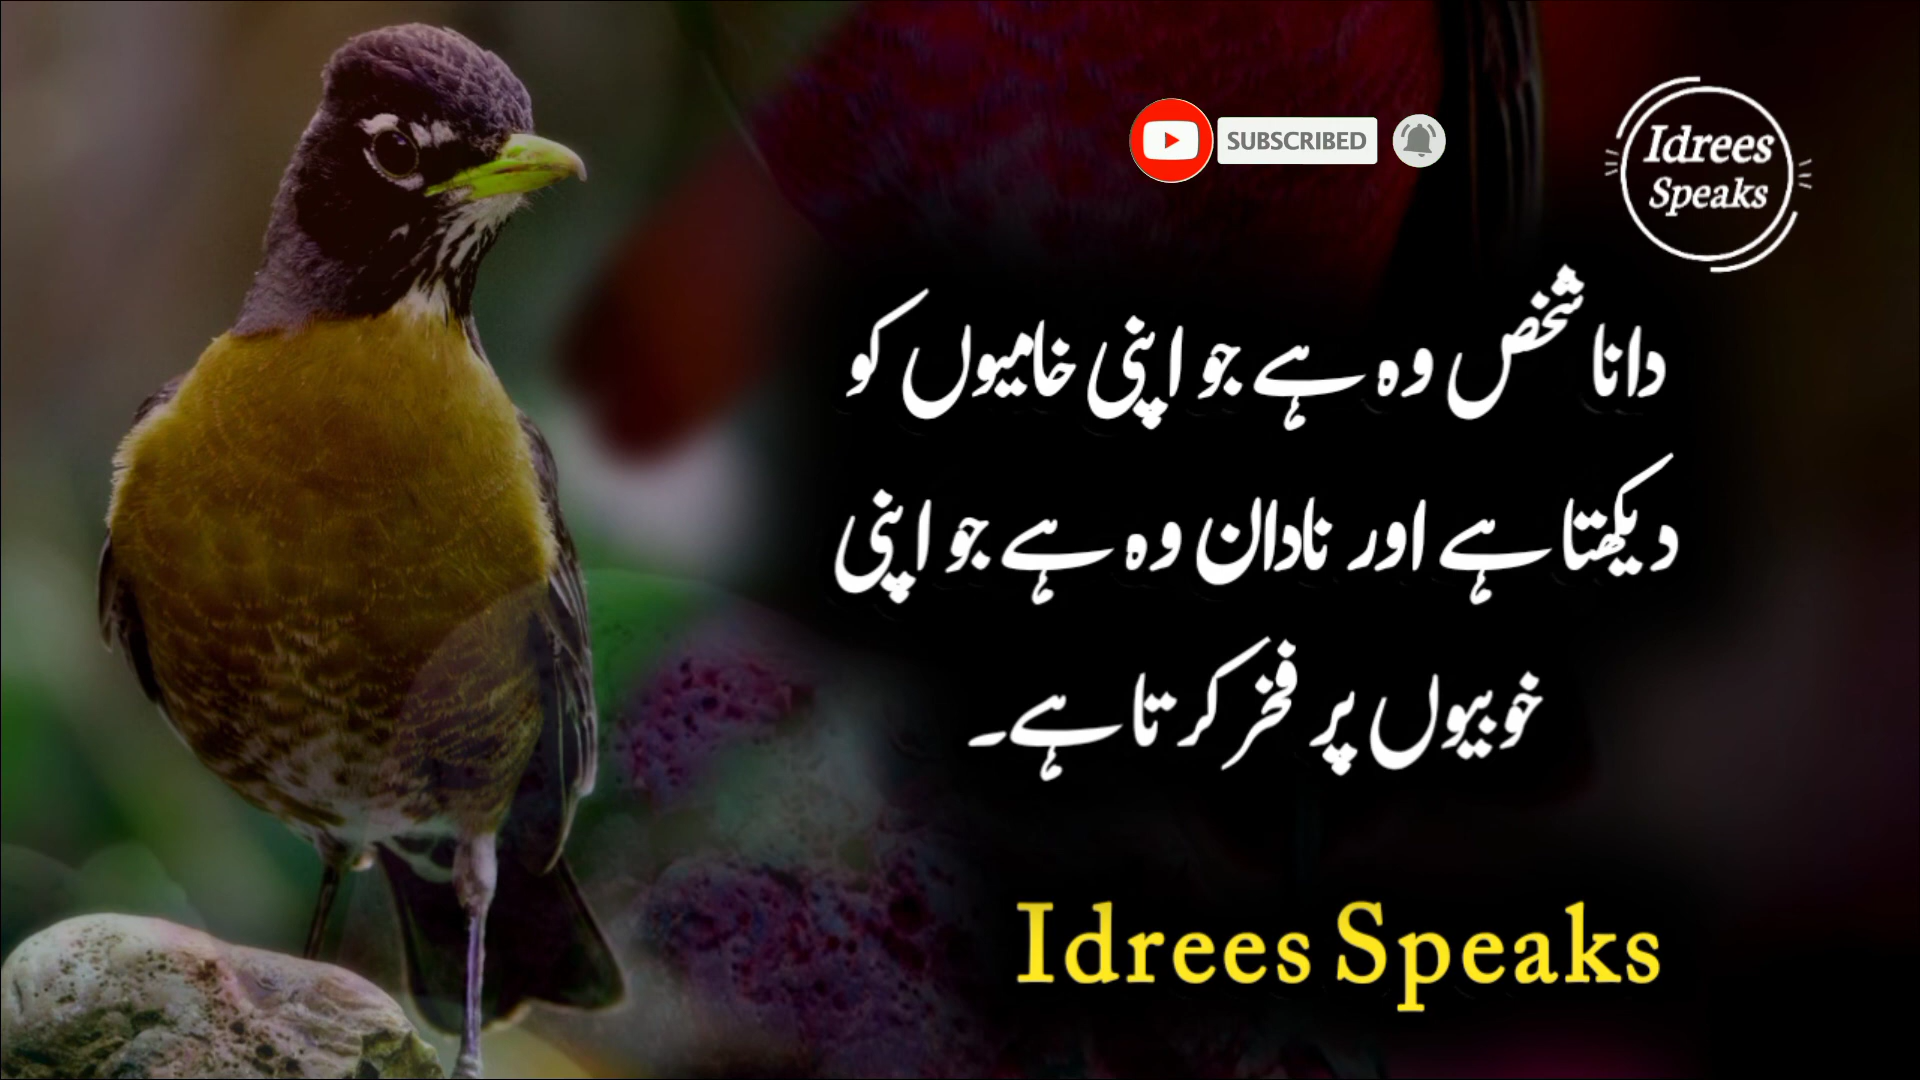 SUBSCRIBED
Idrees
Speaks
دانا شخص وہ ہے جو اپنی خامیوں کو
دیکھتا ہے اور نادان وہ ہے جو اپنی
خوبیوں پر فخر کرتا ہے۔
Idrees Speaks